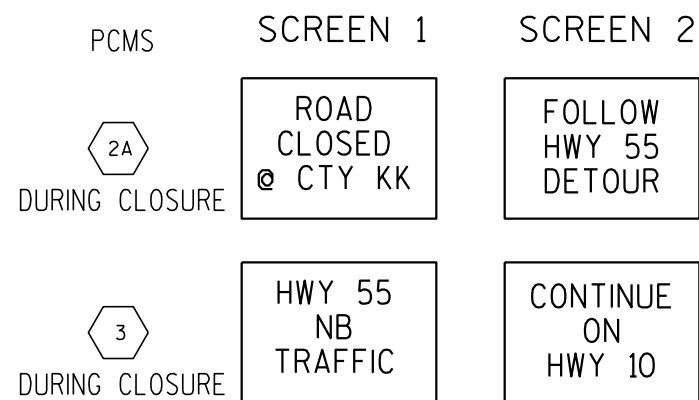 PCMS
SCREEN 1
SCREEN 2
2A
DURING CLOSURE
ROAD
CLOSED
@ CTY KK
FOLLOW
HWY 55
DETOUR
3
DURING CLOSURE
HWY 55
NB
TRAFFIC
CONTINUE
ON
HWY 10